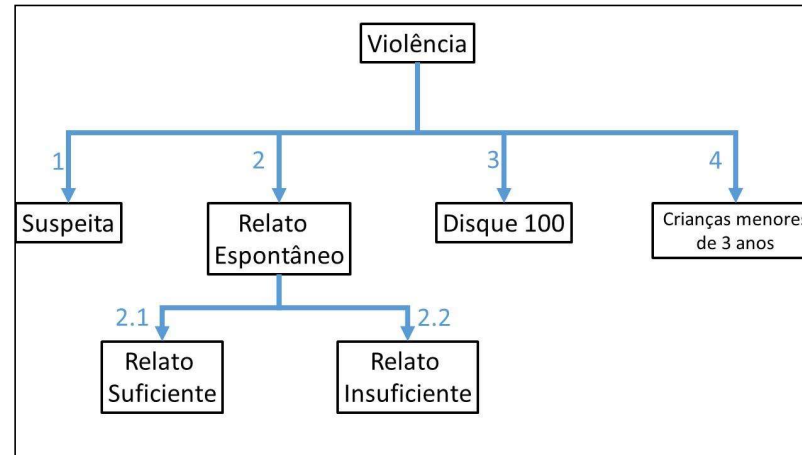 Violência
1
2
3
4
Suspeita
Relato
Espontâneo
Disque 100
Crianças menores
de 3 anos
2.1
2.2
Relato
Suficiente
Relato
Insuficiente